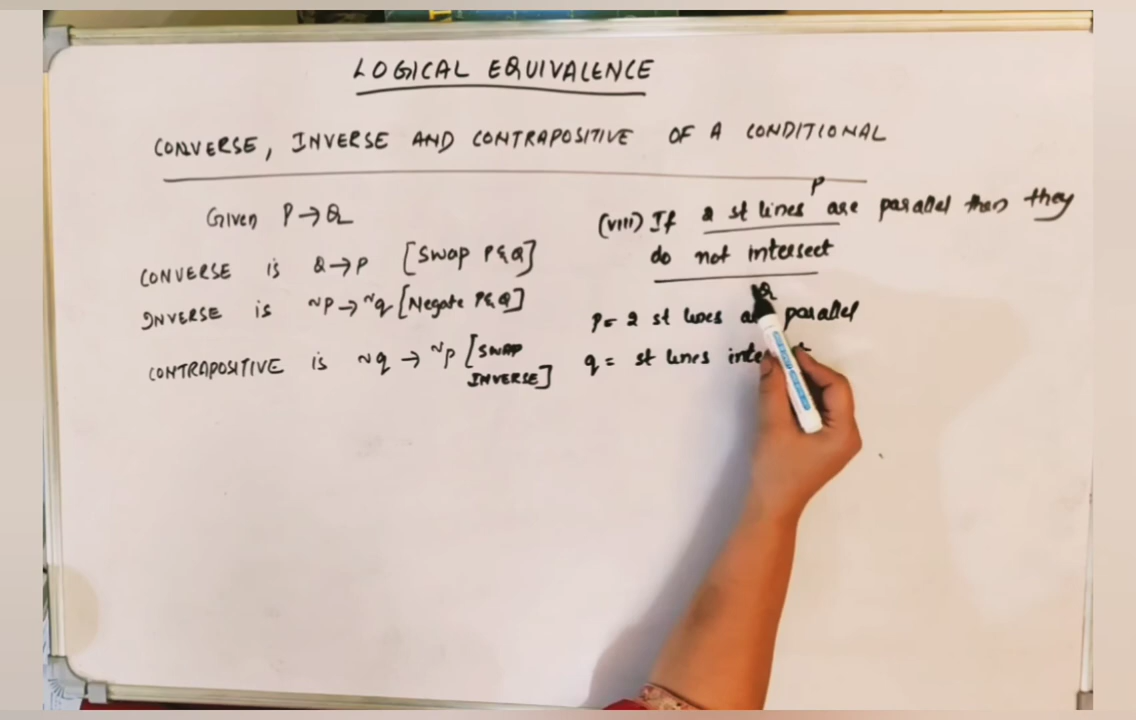 LOGICAL EQUIVALENCE
CONVERSE, INVERSE AND CONTRAPOSITIVE OF A CONDITIONAL
Given P→Q
CONVERSE is Q→P [Swap P&Q]
INVERSE is ~P→~q [Negate P&Q]
CONTRAPOSITIVE is ~q → ~p [SWAP
INVERSE]
P
(viii) If 2 st lines are parallel then they
do not intersect
Q
p= 2 st lines parallel
q = st lines